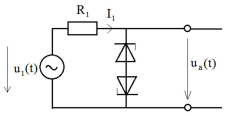 R₁ I₁
u₁(t) uₐ(t)